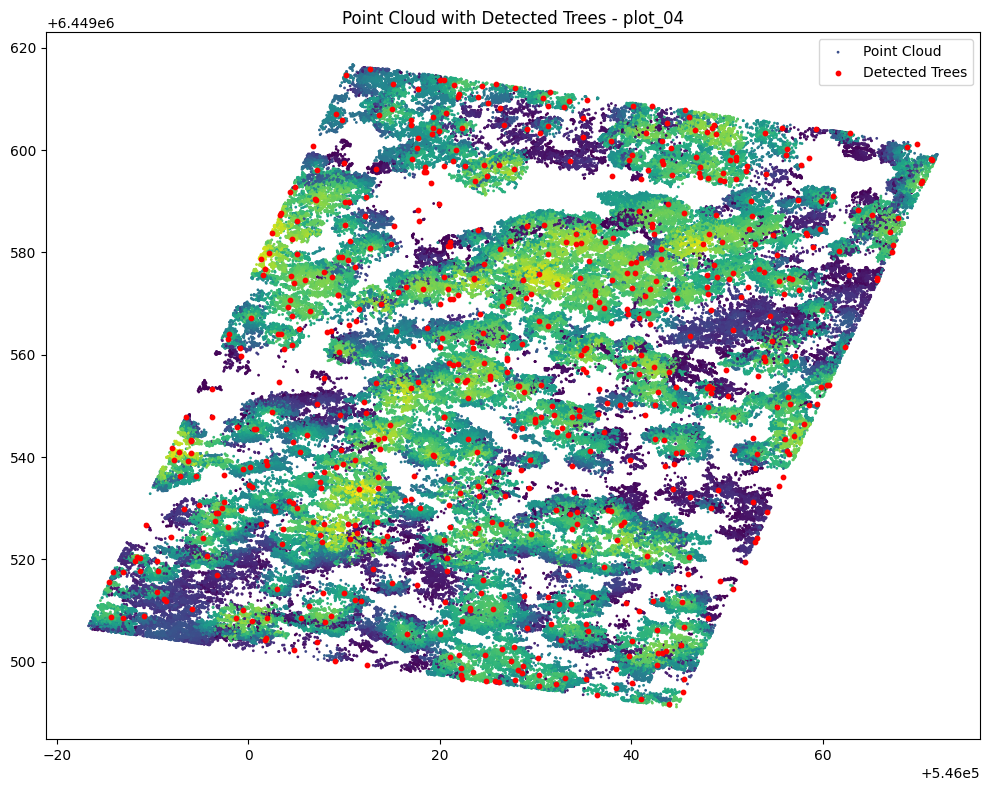 Point Cloud with Detected Trees - plot_04
+6.449e6
Point Cloud
Detected Trees
620
600
580
560
540
520
500
−20
0
20
40
60
+5.46e5